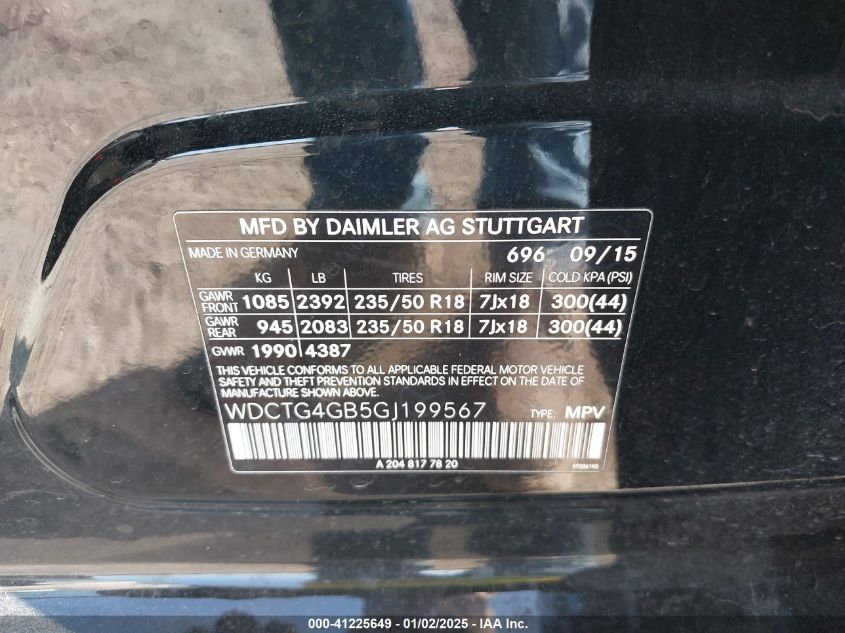 MFD BY DAIMLER AG STUTTGART
MADE IN GERMANY 696 09/15
KG LB TIRES RIM SIZE COLD KPA (PSI)
GAWR FRONT 1085 2392 235/50 R18 7Jx18 300(44)
GAWR REAR 945 2083 235/50 R18 7Jx18 300(44)
GVWR 1990 4387
THIS VEHICLE CONFORMS TO ALL APPLICABLE FEDERAL MOTOR VEHICLE
SAFETY AND THEFT PREVENTION STANDARDS IN EFFECT ON THE DATE OF
MANUFACTURE SHOWN ABOVE.
WDCTG4GB5GJ199567 TYPE: MPV
A 204 817 78 20
000-41225649 | 01/02/2025 - IAA Inc.